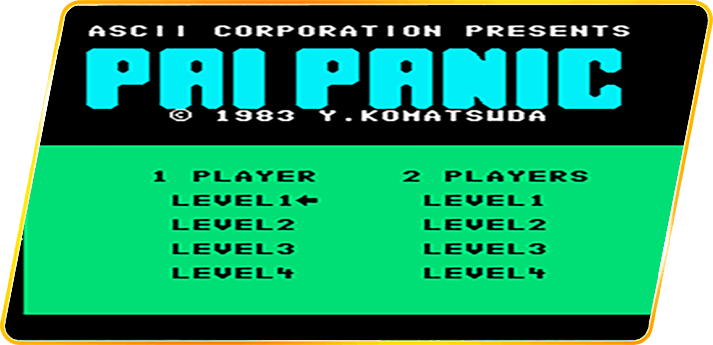 ASCII CORPORATION PRESENTS
PAI PANIC
© 1983 Y.KOMATSUDA
1 PLAYER 2 PLAYERS
LEVEL1← LEVEL1
LEVEL2 LEVEL2
LEVEL3 LEVEL3
LEVEL4 LEVEL4